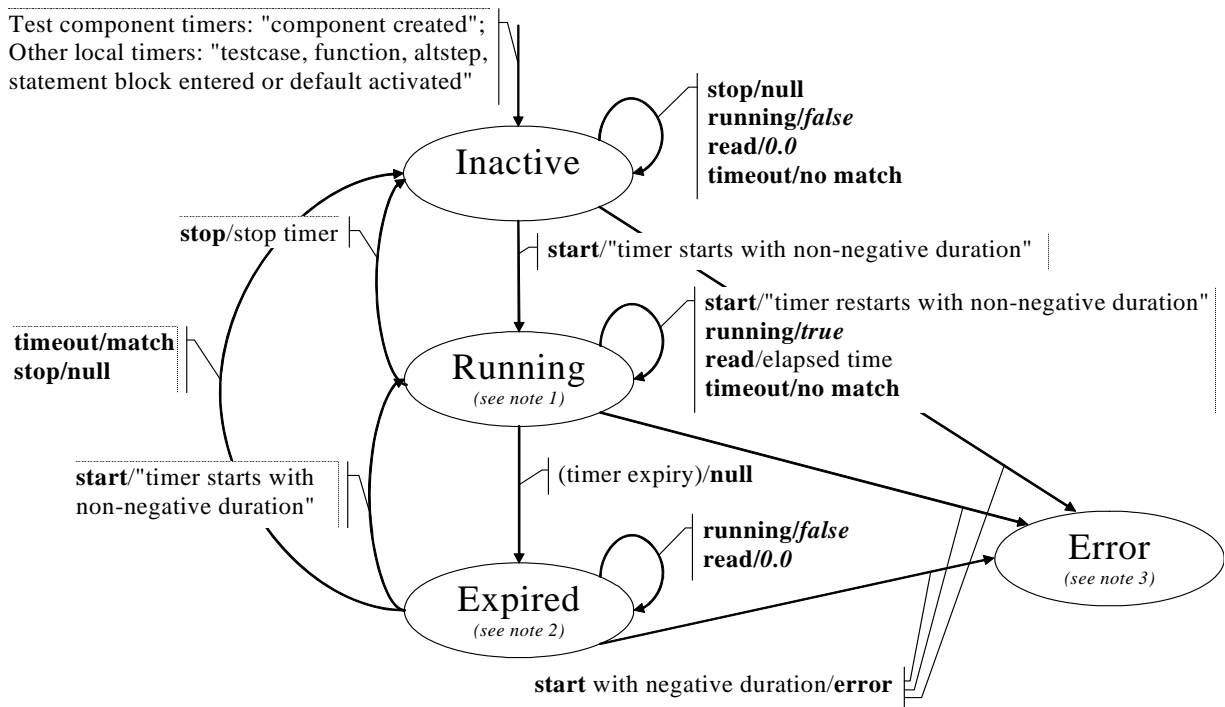 Test component timers: "component created";
Other local timers: "testcase, function, altstep,
statement block entered or default activated"
stop/null
running/false
read/0.0
timeout/no match
Inactive
stop/stop timer
start/"timer starts with non-negative duration"
start/"timer restarts with non-negative duration"
running/true
read/elapsed time
timeout/no match
timeout/match
stop/null
Running
(see note 1)
start/"timer starts with
non-negative duration"
(timer expiry)/null
running/false
read/0.0
Expired
(see note 2)
Error
(see note 3)
start with negative duration/error